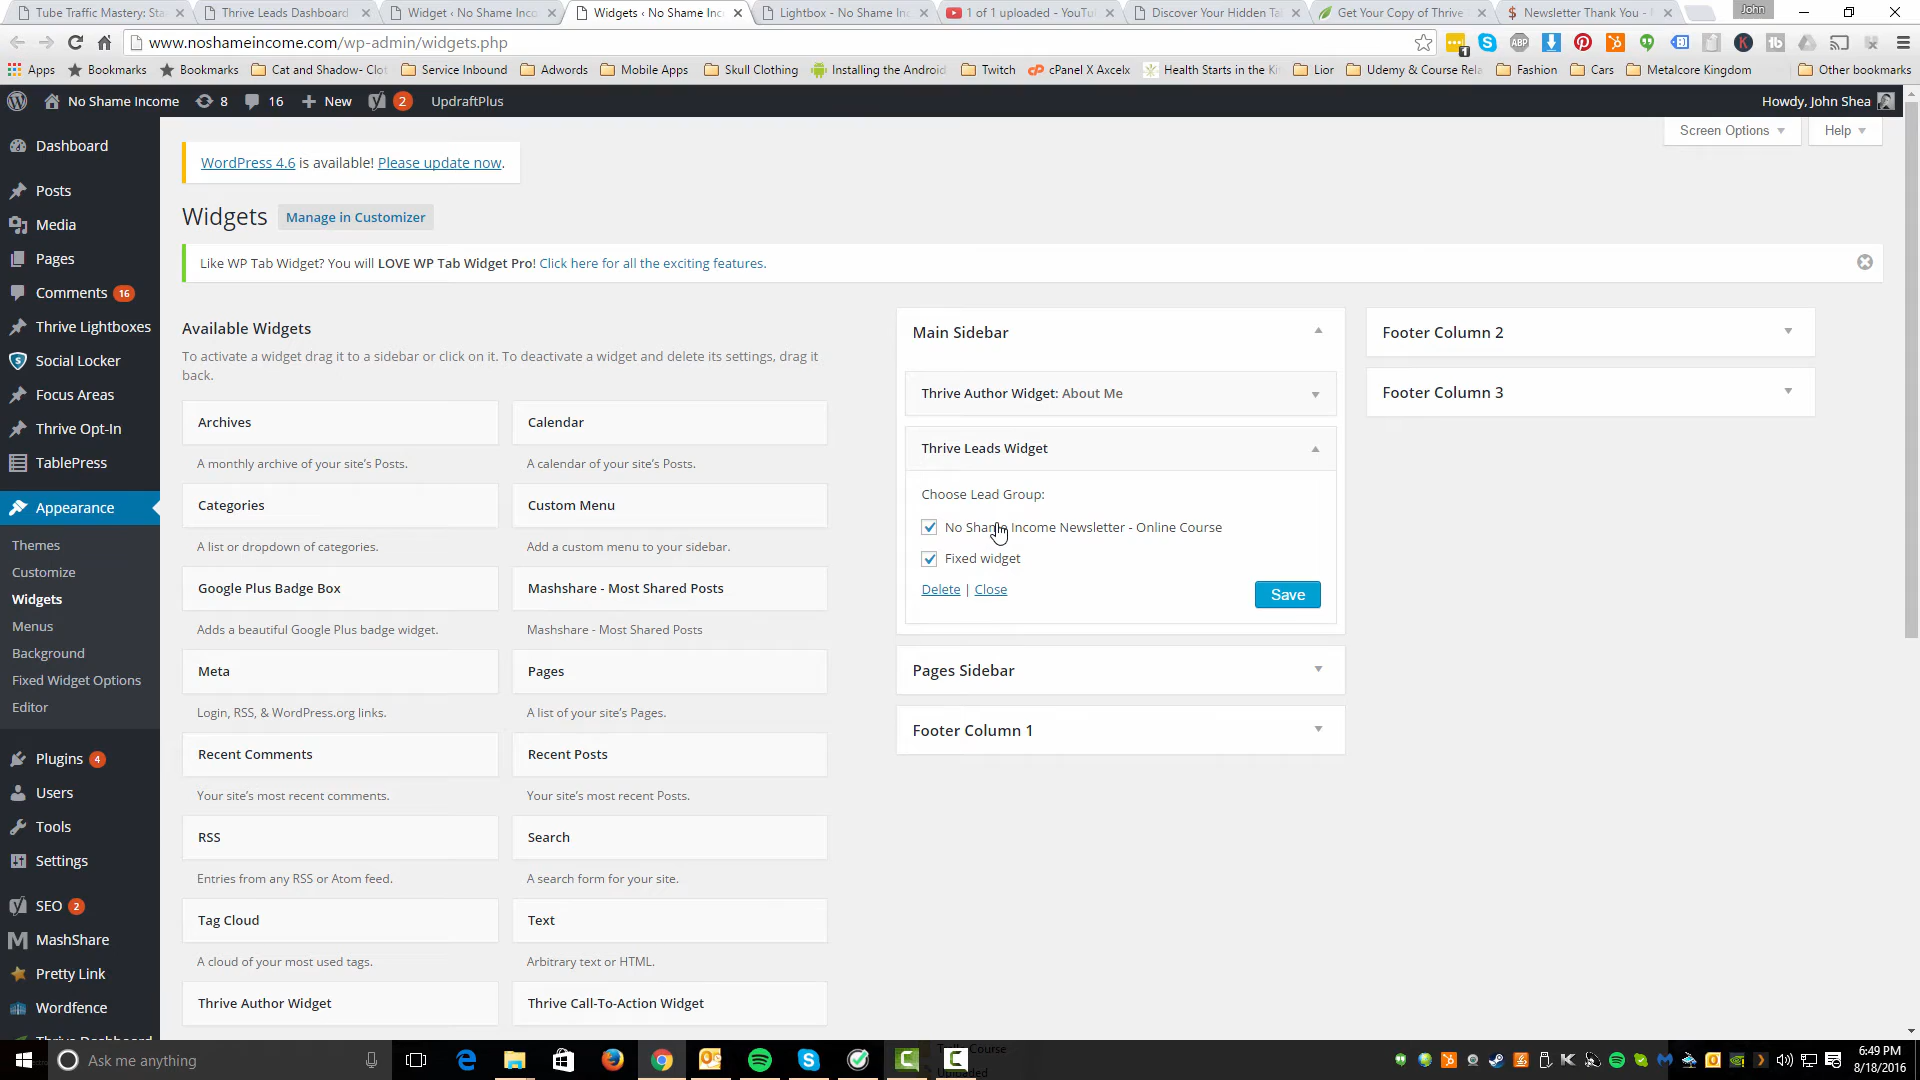 Tube Traffic Mastery: Sta
Thrive Leads Dashboard
Widget ‹ No Shame Inco
Widgets ‹ No Shame Inc
Lightbox - No Shame In
1 of 1 uploaded - YouTu
Discover Your Hidden Ta
Get Your Copy of Thrive
Newsletter Thank You -
John
www.noshameincome.com/wp-admin/widgets.php
Apps
Bookmarks
Bookmarks
Cat and Shadow- Clot
Service Inbound
Adwords
Mobile Apps
Skull Clothing
Installing the Android
Twitch
cPanel X Axcelx
Health Starts in the Ki
Lior
Udemy & Course Rela
Fashion
Cars
Metalcore Kingdom
Other bookmarks
No Shame Income
8
16
New
2
UpdraftPlus
Howdy, John Shea
Screen Options
Help
Dashboard
Posts
Media
Pages
Comments 16
Thrive Lightboxes
Social Locker
Focus Areas
Thrive Opt-In
TablePress
Appearance
Themes
Customize
Widgets
Menus
Background
Fixed Widget Options
Editor
Plugins 4
Users
Tools
Settings
SEO 2
MashShare
Pretty Link
Wordfence
Thrive Dashboard
WordPress 4.6 is available! Please update now.
Widgets
Manage in Customizer
Like WP Tab Widget? You will LOVE WP Tab Widget Pro! Click here for all the exciting features.
Available Widgets
To activate a widget drag it to a sidebar or click on it. To deactivate a widget and delete its settings, drag it
back.
Archives
Calendar
A monthly archive of your site's Posts.
A calendar of your site's Posts.
Categories
Custom Menu
A list or dropdown of categories.
Add a custom menu to your sidebar.
Google Plus Badge Box
Mashshare - Most Shared Posts
Adds a beautiful Google Plus badge widget.
Mashshare - Most Shared Posts
Meta
Pages
Login, RSS, & WordPress.org links.
A list of your site's Pages.
Recent Comments
Recent Posts
Your site's most recent comments.
Your site's most recent Posts.
RSS
Search
Entries from any RSS or Atom feed.
A search form for your site.
Tag Cloud
Text
A cloud of your most used tags.
Arbitrary text or HTML.
Thrive Author Widget
Thrive Call-To-Action Widget
Main Sidebar
Thrive Author Widget: About Me
Thrive Leads Widget
Choose Lead Group:
No Shame Income Newsletter - Online Course
Fixed widget
Delete | Close
Save
Pages Sidebar
Footer Column 1
Footer Column 2
Footer Column 3
Ask me anything
6:49 PM
8/18/2016